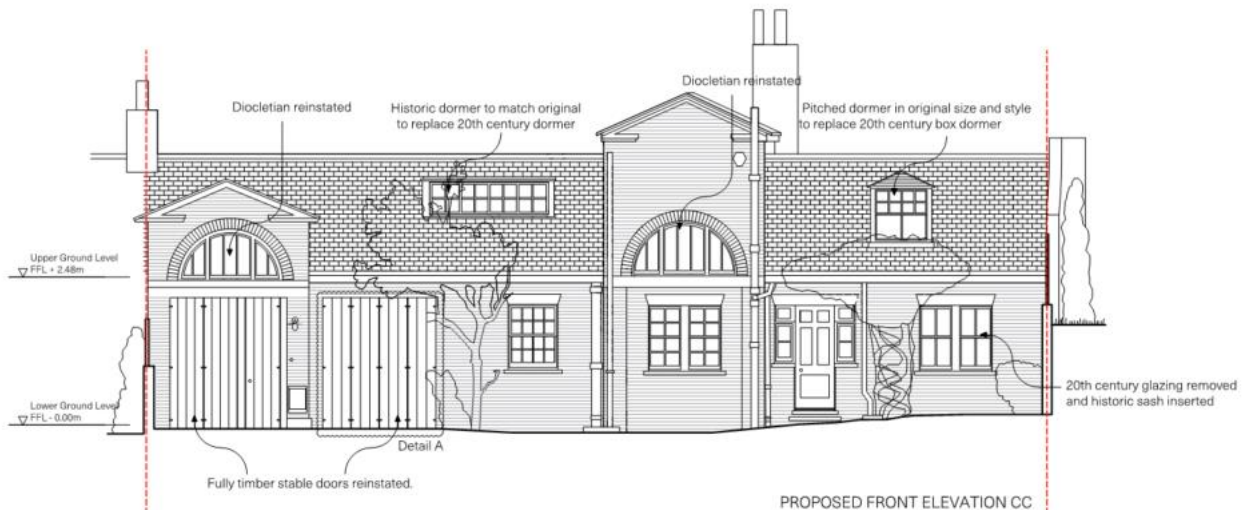 Diocletian reinstated
Historic dormer to match original
to replace 20th century dormer
Diocletian reinstated
Pitched dormer in original size and style
to replace 20th century box dormer
Upper Ground Level
FFL + 2.48m
Lower Ground Level
FFL - 0.00m
20th century glazing removed
and historic sash inserted
Detail A
Fully timber stable doors reinstated.
PROPOSED FRONT ELEVATION CC